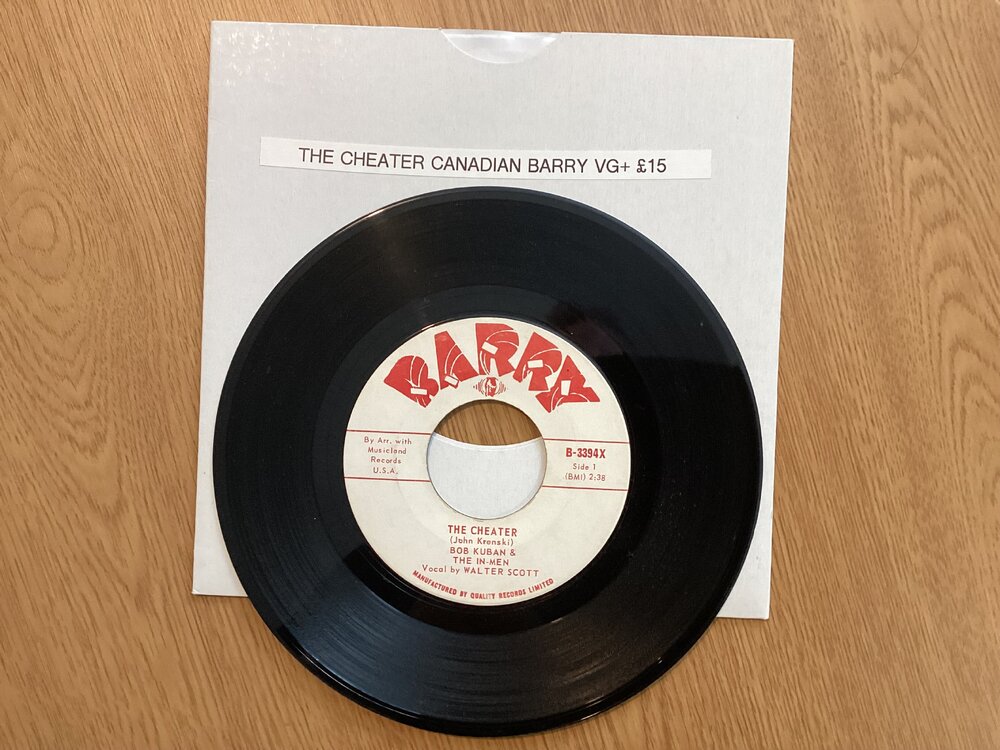 THE CHEATER CANADIAN BARRY VG+ £15
BARRY
By Arr. with
Musicland
Records
U.S.A.
B-3394X
Side 1
(BMI) 2:38
THE CHEATER
(John Krenski)
BOB KUBAN &
THE IN-MEN
Vocal by WALTER SCOTT
MANUFACTURED BY QUALITY RECORDS LIMITED